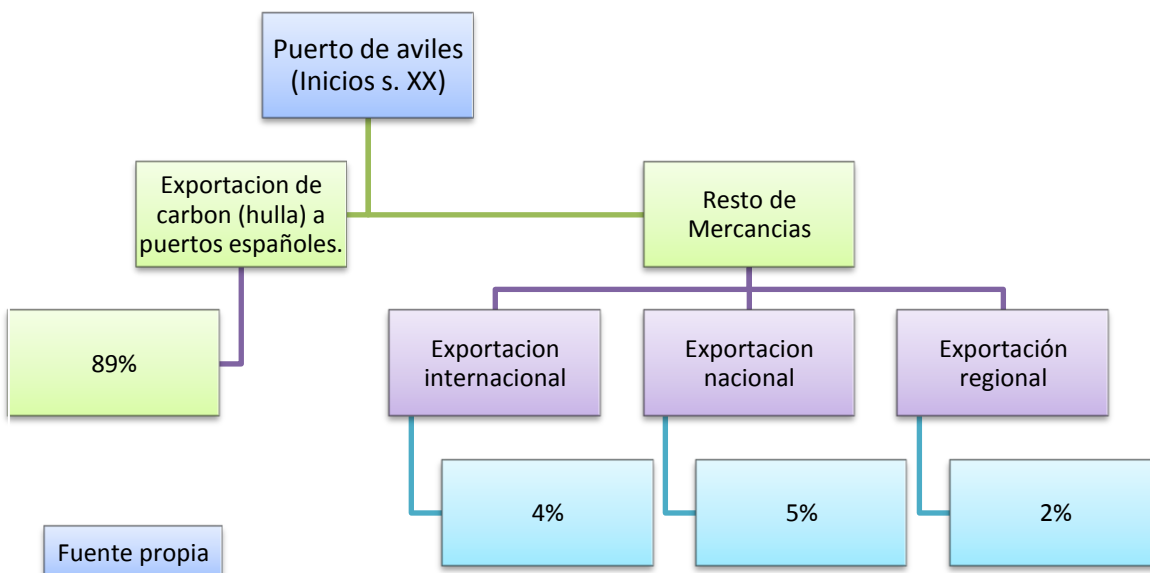 Puerto de aviles
(Inicios s. XX)
Exportacion de
carbon (hulla) a
puertos españoles.
Resto de
Mercancias
89%
Exportacion
internacional
Exportacion
nacional
Exportación
regional
4%
5%
2%
Fuente propia